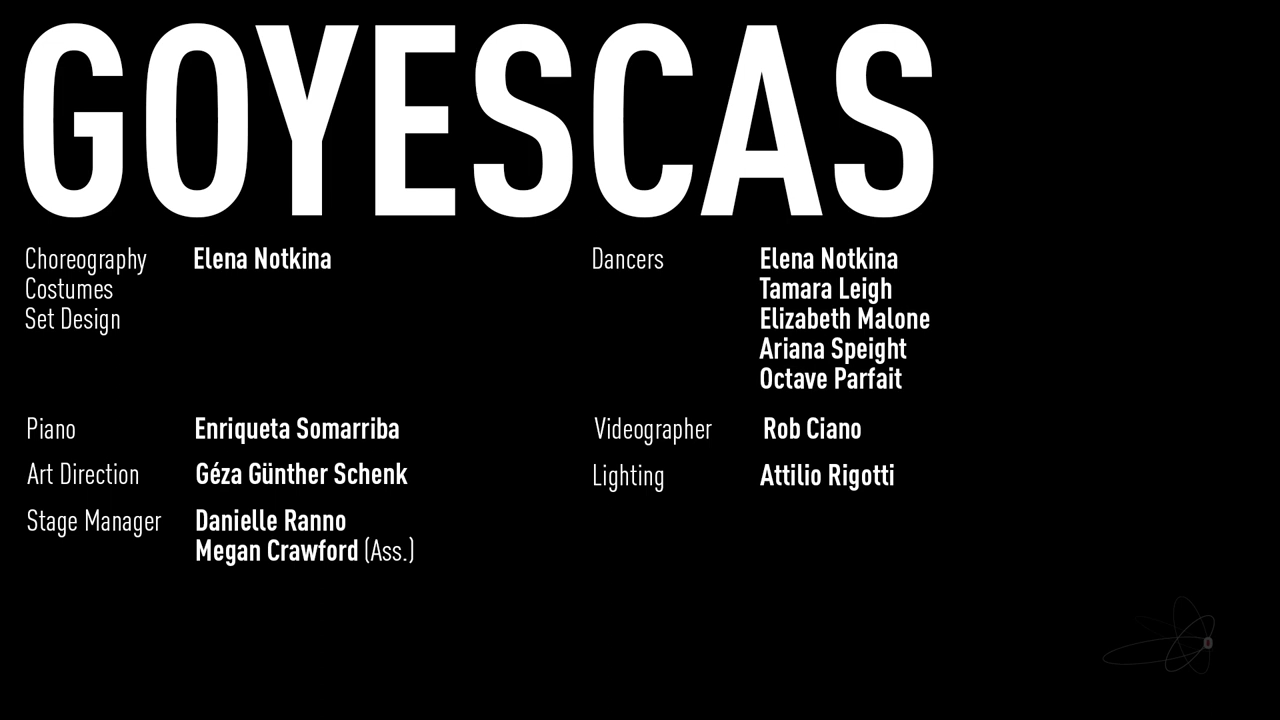 GOYESCAS
Choreography Elena Notkina
Costumes
Set Design
Dancers Elena Notkina
Tamara Leigh
Elizabeth Malone
Ariana Speight
Octave Parfait
Piano Enriqueta Somarriba
Videographer Rob Ciano
Art Direction Géza Günther Schenk
Lighting Attilio Rigotti
Stage Manager Danielle Ranno
Megan Crawford (Ass.)